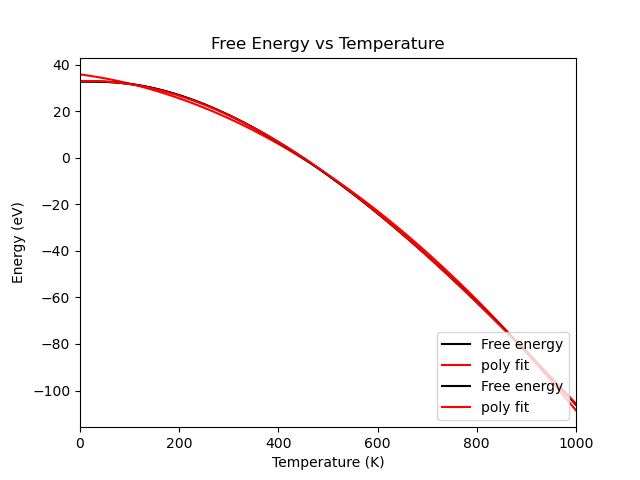 Free Energy vs Temperature
40
20
0
−20
−40
−60
−80
−100
Energy (eV)
Free energy
poly fit
Free energy
poly fit
0
200
400
600
800
1000
Temperature (K)